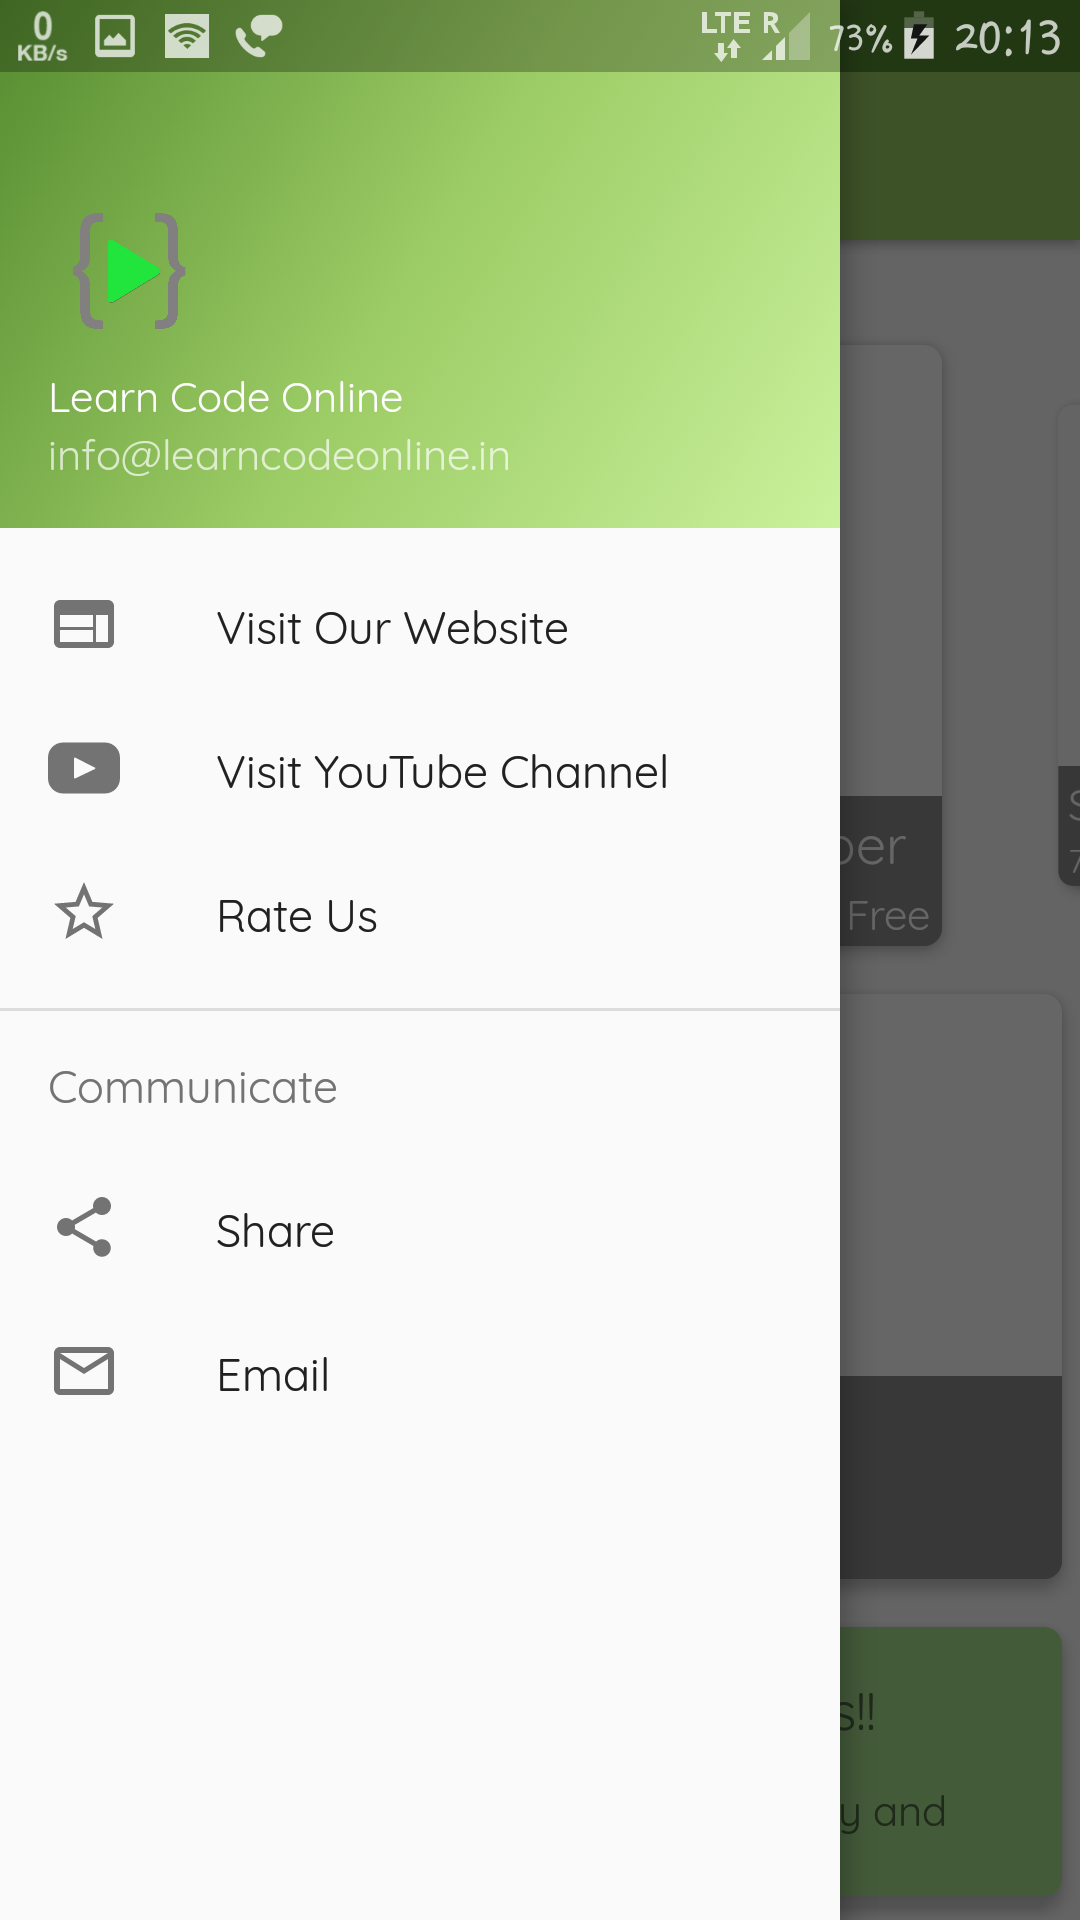 0
KB/s
LTE R 73% 20:13
Learn Code Online
info@learncodeonline.in
Visit Our Website
Visit YouTube Channel
Rate Us
Free
Communicate
Share
Email
and